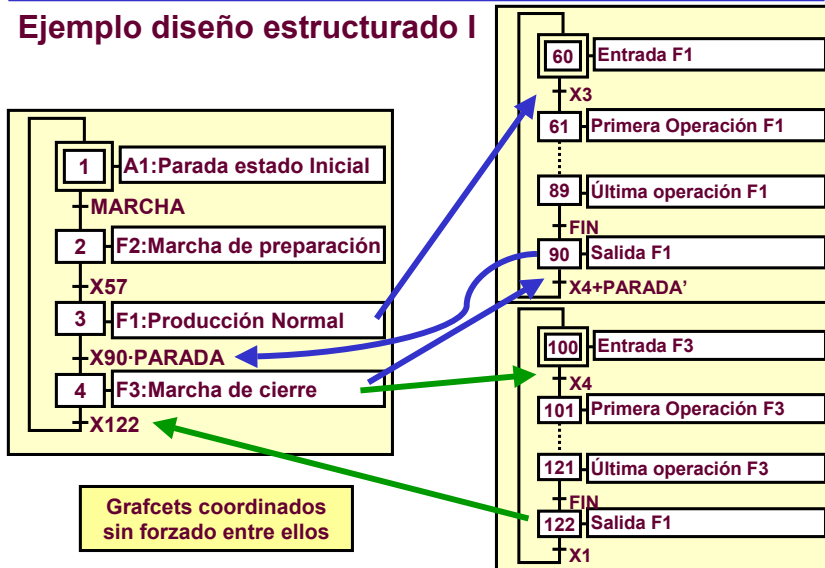 Ejemplo diseño estructurado I
1
A1:Parada estado Inicial
MARCHA
2
F2:Marcha de preparación
X57
3
F1:Producción Normal
X90·PARADA
4
F3:Marcha de cierre
X122
Grafcets coordinados
sin forzado entre ellos
60
Entrada F1
X3
61
Primera Operación F1
89
Última operación F1
FIN
90
Salida F1
X4+PARADA’
100
Entrada F3
X4
101
Primera Operación F3
121
Última operación F3
FIN
122
Salida F1
X1